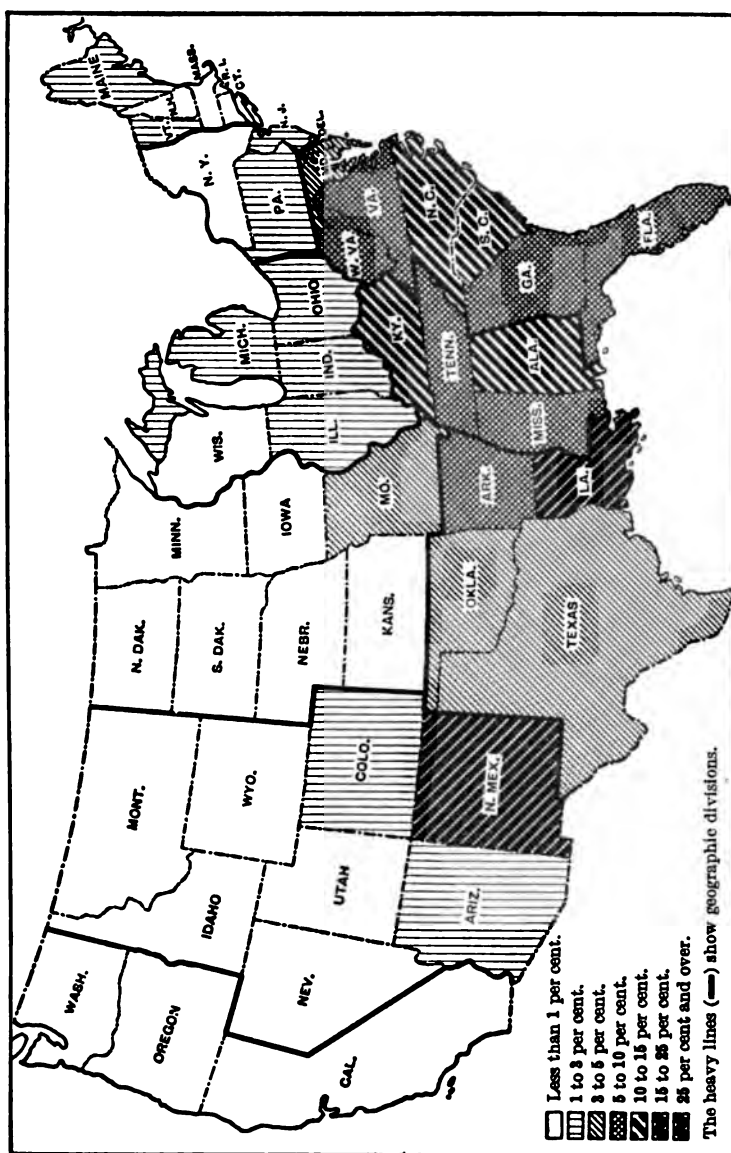 WASH.
OREGON
CAL.
NEV.
IDAHO
MONT.
WYO.
UTAH
ARIZ.
COLO.
N. MEX.
N. DAK.
S. DAK.
NEBR.
KANS.
OKLA.
TEXAS
MINN.
IOWA
MO.
ARK.
LA.
WIS.
ILL.
MICH.
IND.
OHIO
KY.
TENN.
MISS.
ALA.
GA.
FLA.
S. C.
N. C.
VA.
W. VA.
PA.
N. Y.
N. J.
DEL.
VT.
N.H.
MAINE
MASS.
R. I.
CT.
Less than 1 per cent.
1 to 3 per cent.
3 to 5 per cent.
5 to 10 per cent.
10 to 15 per cent.
15 to 25 per cent.
25 per cent and over.
The heavy lines (▬) show geographic divisions.